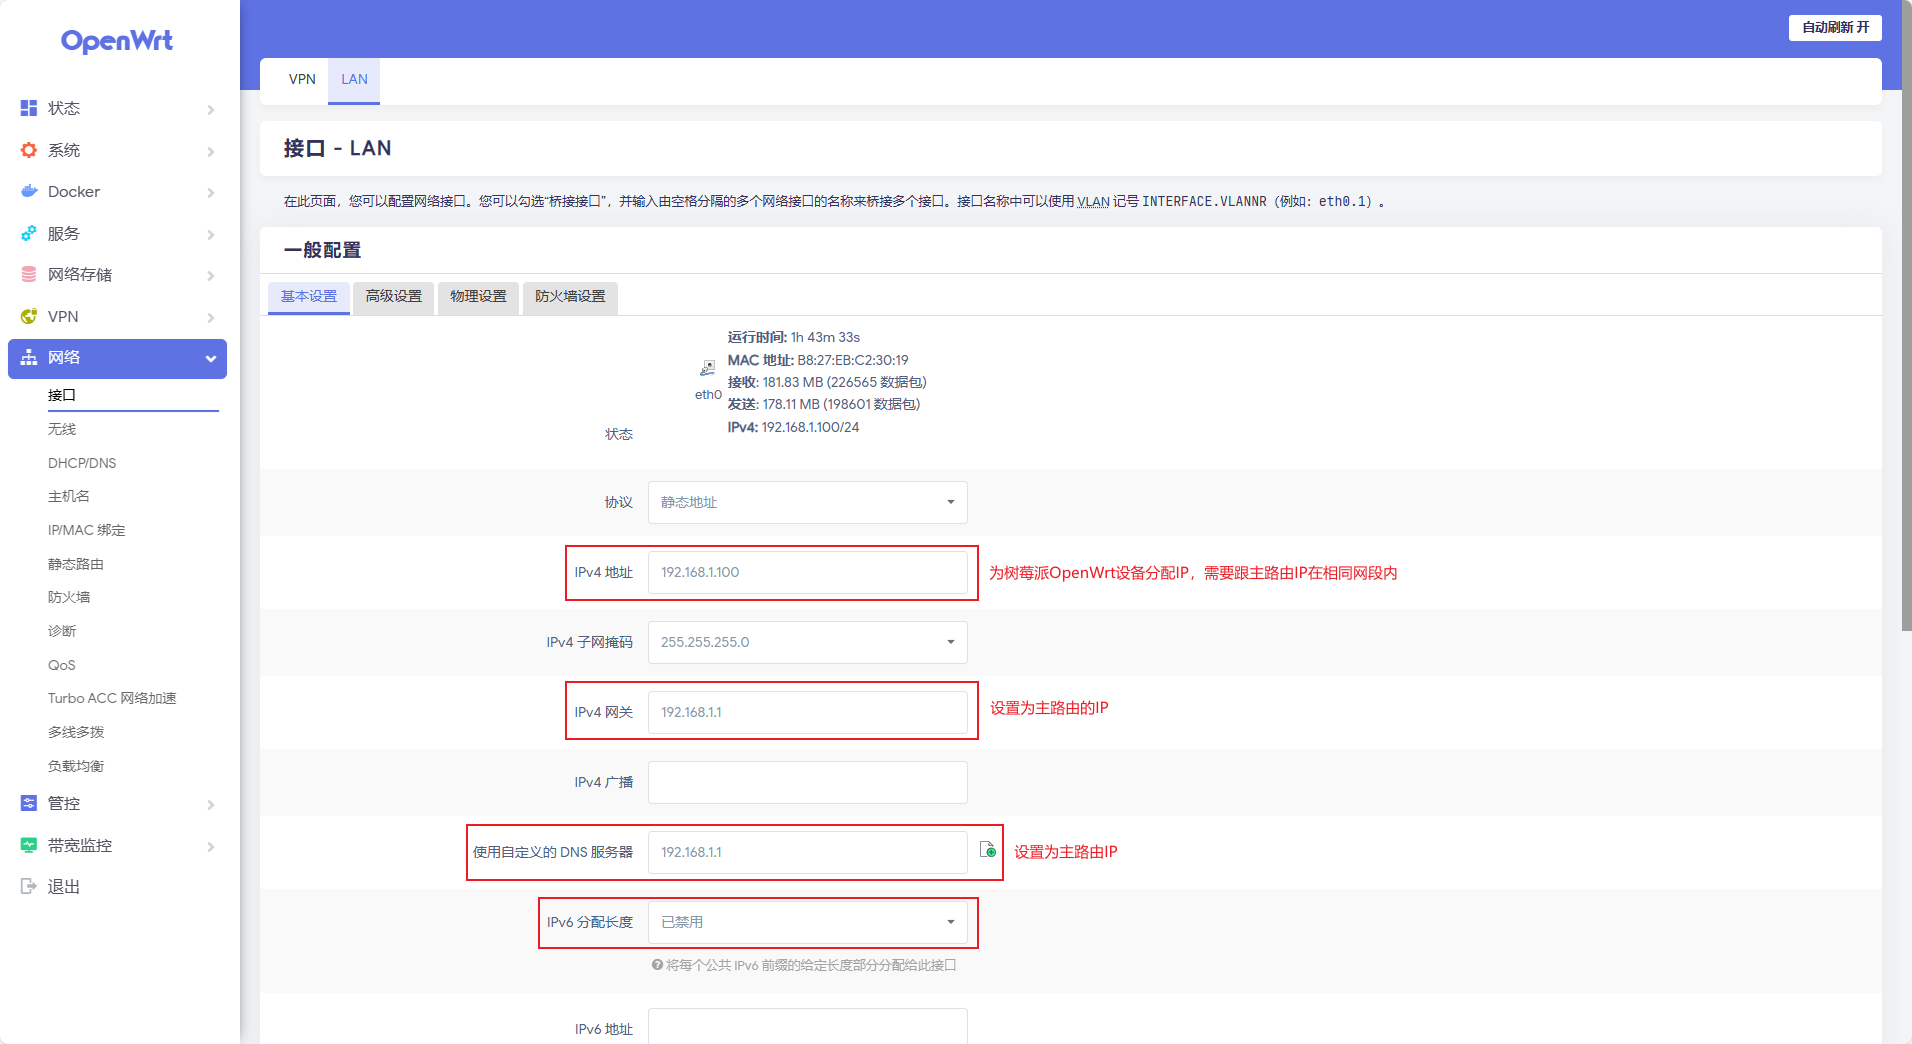 OpenWrt
自动刷新 开
状态
系统
Docker
服务
网络存储
VPN
网络
接口
无线
DHCP/DNS
主机名
IP/MAC 绑定
静态路由
防火墙
诊断
QoS
Turbo ACC 网络加速
多线多拨
负载均衡
管控
带宽监控
退出
VPN LAN
接口 - LAN
在此页面，您可以配置网络接口。您可以勾选“桥接接口”，并输入由空格分隔的多个网络接口的名称来桥接多个接口。接口名称中可以使用 VLAN 记号 INTERFACE.VLANNR（例如：eth0.1）。
一般配置
基本设置 高级设置 物理设置 防火墙设置
状态
eth0
运行时间: 1h 43m 33s
MAC 地址: B8:27:EB:C2:30:19
接收: 181.83 MB (226565 数据包)
发送: 178.11 MB (198601 数据包)
IPv4: 192.168.1.100/24
协议 静态地址
IPv4 地址 192.168.1.100 为树莓派OpenWrt设备分配IP，需要跟主路由IP在相同网段内
IPv4 子网掩码 255.255.255.0
IPv4 网关 192.168.1.1 设置为主路由的IP
IPv4 广播
使用自定义的 DNS 服务器 192.168.1.1 设置为主路由IP
IPv6 分配长度 已禁用
将每个公共 IPv6 前缀的给定长度部分分配给此接口
IPv6 地址